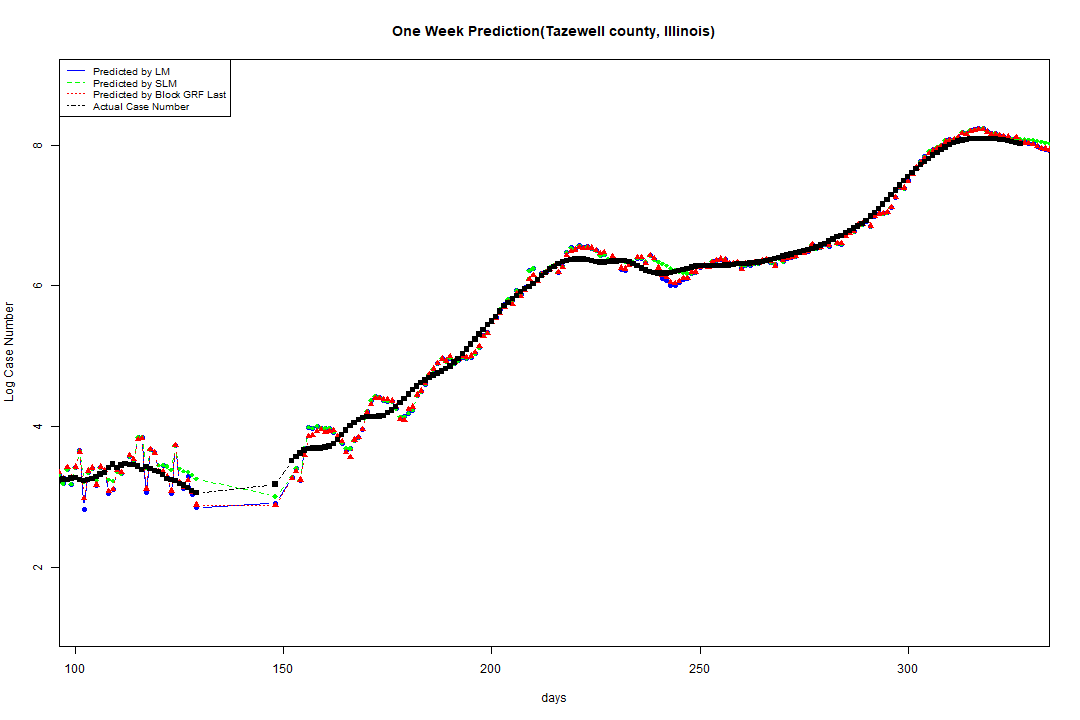 One Week Prediction(Tazewell county, Illinois)
Predicted by LM
Predicted by SLM
Predicted by Block GRF Last
Actual Case Number
8
6
4
2
Log Case Number
100 150 200 250 300
days